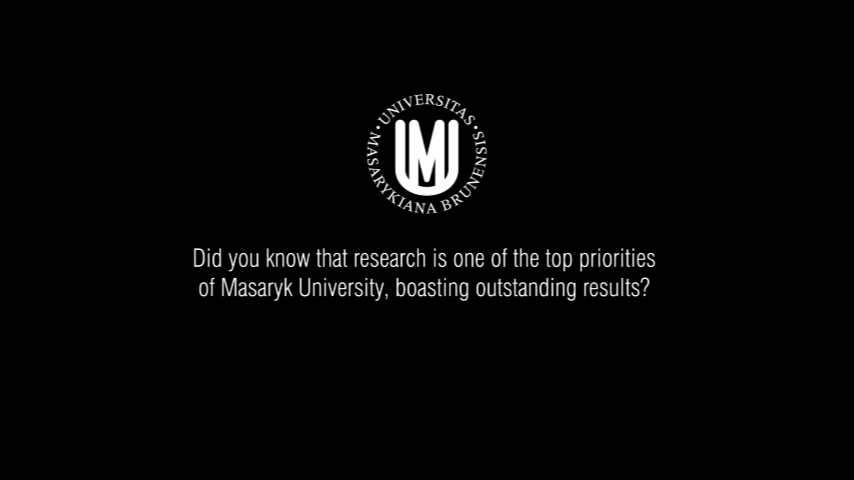 UNIVERSITAS · MASARYKIANA BRUNENSIS ·
MU
Did you know that research is one of the top priorities
of Masaryk University, boasting outstanding results?